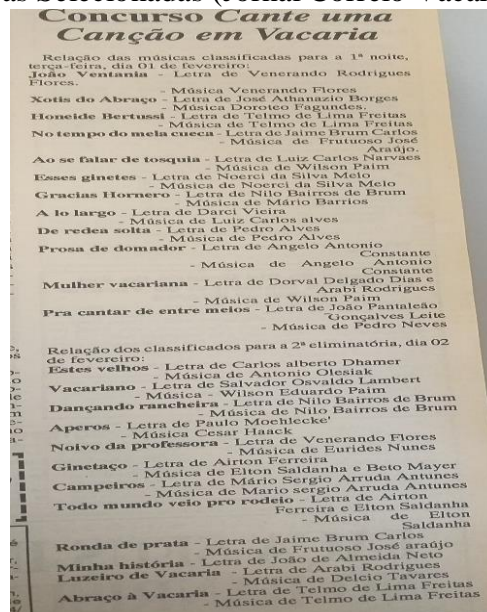 as Selecionadas (Jornal Correio Vacar
Concurso Cante uma
Canção em Vacaria
Relação das músicas classificadas para a 1ª noite,
terça-feira, dia 01 de fevereiro:
João Ventania - Letra de Venerando Rodrigues
Flores.
- Música Venerando Flores
Xotis do Abraço - Letra de José Athanazio Borges
- Música Doroteo Fagundes.
Honeide Bertussi - Letra de Telmo de Lima Freitas
- Música de Telmo de Lima Freitas
No tempo do mela cueca - Letra de Jaime Brum Carlos
- Música de Frutuoso José
Araújo.
Ao se falar de tosquia - Letra de Luiz Carlos Narvaes
- Música de Wilson Paim
Esses ginetes - Letra de Noerci da Silva Melo
- Música de Noerci da Silva Melo
Gracias Hornero - Letra de Nilo Bairros de Brum
- Música de Mário Barrios
A lo largo - Letra de Darci Vieira
- Música de Luiz Carlos alves
De redea solta - Letra de Pedro Alves
- Música de Pedro Alves
Prosa de domador - Letra de Angelo Antonio
Constante
- Música de Angelo Antonio
Constante
Mulher vacariana - Letra de Dorval Delgado Dias e
Arabi Rodrigues
- Música de Wilson Paim
Pra cantar de entre meios - Letra de João Pantaleão
Gonçalves Leite
- Música de Pedro Neves
Relação dos classificados para a 2ª eliminatória, dia 02
de fevereiro:
Estes velhos - Letra de Carlos alberto Dhamer
- Música de Antonio Olesiak
Vacariano - Letra de Salvador Osvaldo Lambert
- Música - Wilson Eduardo Paim
Dançando rancheira - Letra de Nilo Bairros de Brum
- Música de Nilo Bairros de Brum
Aperos - Letra de Paulo Moehlecke'
- Música Cesar Haack
Noivo da professora - Letra de Venerando Flores
- Música de Eurides Nunes
Ginetaço - Letra de Airton Ferreira
- Música de Elton Saldanha e Beto Mayer
Campeiros - Letra de Mário Sergio Arruda Antunes
- Música de Mario sergio Arruda Antunes
Todo mundo veio pro rodeio - Letra de Airton
Ferreira e Elton Saldanha
- Música de Elton
Saldanha
Ronda de prata - Letra de Jaime Brum Carlos
- Música de Frutuoso José araújo
Minha história - Letra de João de Almeida Neto
Luzeiro de Vacaria - Letra de Arabi Rodrigues
- Música de Delcio Tavares
Abraço à Vacaria - Letra de Telmo de Lima Freitas
- Música de Telmo de Lima Freitas